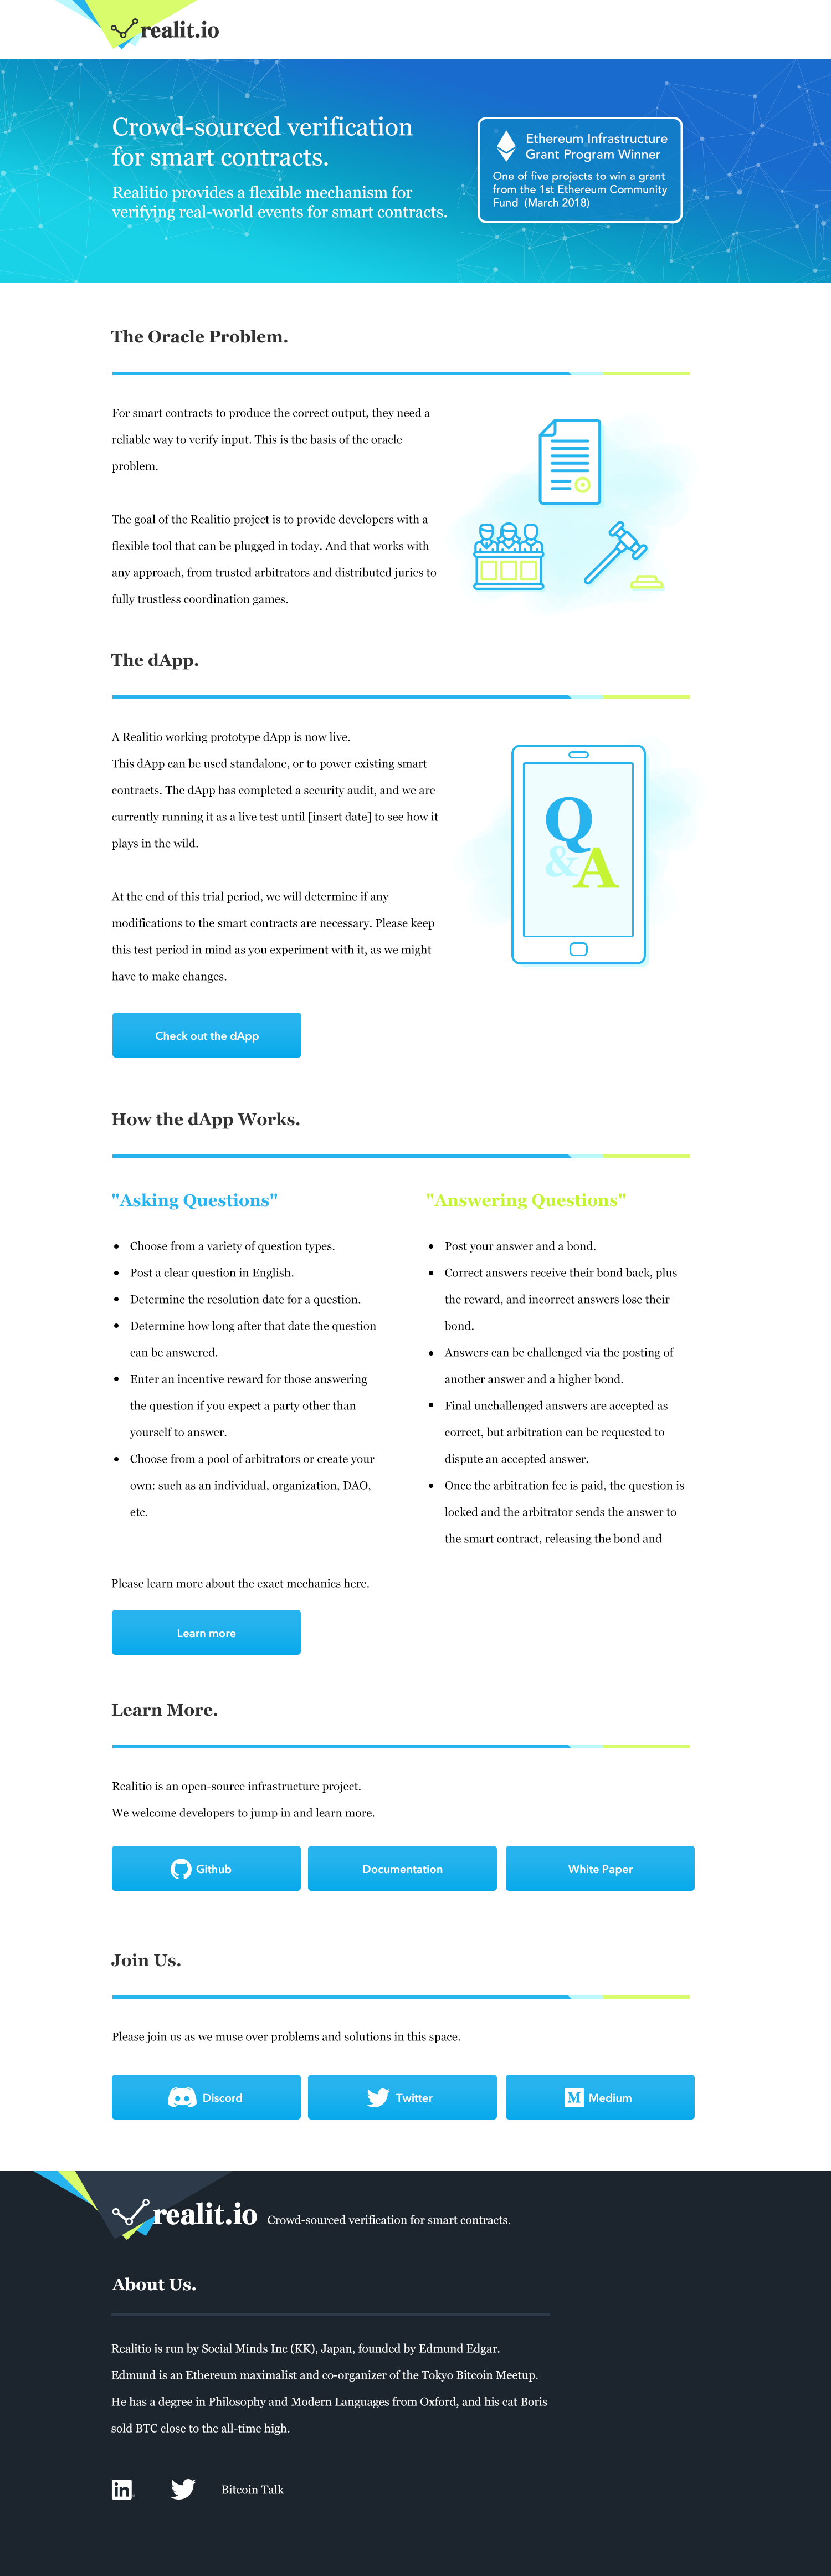 realit.io
Crowd-sourced verification
for smart contracts.
Realitio provides a flexible mechanism for
verifying real-world events for smart contracts.
Ethereum Infrastructure
Grant Program Winner
One of five projects to win a grant
from the 1st Ethereum Community
Fund (March 2018)
The Oracle Problem.
For smart contracts to produce the correct output, they need a
reliable way to verify input. This is the basis of the oracle
problem.
The goal of the Realitio project is to provide developers with a
flexible tool that can be plugged in today. And that works with
any approach, from trusted arbitrators and distributed juries to
fully trustless coordination games.
The dApp.
A Realitio working prototype dApp is now live.
This dApp can be used standalone, or to power existing smart
contracts. The dApp has completed a security audit, and we are
currently running it as a live test until [insert date] to see how it
plays in the wild.
At the end of this trial period, we will determine if any
modifications to the smart contracts are necessary. Please keep
this test period in mind as you experiment with it, as we might
have to make changes.
Q
&A
Check out the dApp
How the dApp Works.
"Asking Questions"
• Choose from a variety of question types.
• Post a clear question in English.
• Determine the resolution date for a question.
• Determine how long after that date the question
can be answered.
• Enter an incentive reward for those answering
the question if you expect a party other than
yourself to answer.
• Choose from a pool of arbitrators or create your
own: such as an individual, organization, DAO,
etc.
"Answering Questions"
• Post your answer and a bond.
• Correct answers receive their bond back, plus
the reward, and incorrect answers lose their
bond.
• Answers can be challenged via the posting of
another answer and a higher bond.
• Final unchallenged answers are accepted as
correct, but arbitration can be requested to
dispute an accepted answer.
• Once the arbitration fee is paid, the question is
locked and the arbitrator sends the answer to
the smart contract, releasing the bond and
Please learn more about the exact mechanics here.
Learn more
Learn More.
Realitio is an open-source infrastructure project.
We welcome developers to jump in and learn more.
Github
Documentation
White Paper
Join Us.
Please join us as we muse over problems and solutions in this space.
Discord
Twitter
M Medium
realit.io Crowd-sourced verification for smart contracts.
About Us.
Realitio is run by Social Minds Inc (KK), Japan, founded by Edmund Edgar.
Edmund is an Ethereum maximalist and co-organizer of the Tokyo Bitcoin Meetup.
He has a degree in Philosophy and Modern Languages from Oxford, and his cat Boris
sold BTC close to the all-time high.
in
Bitcoin Talk